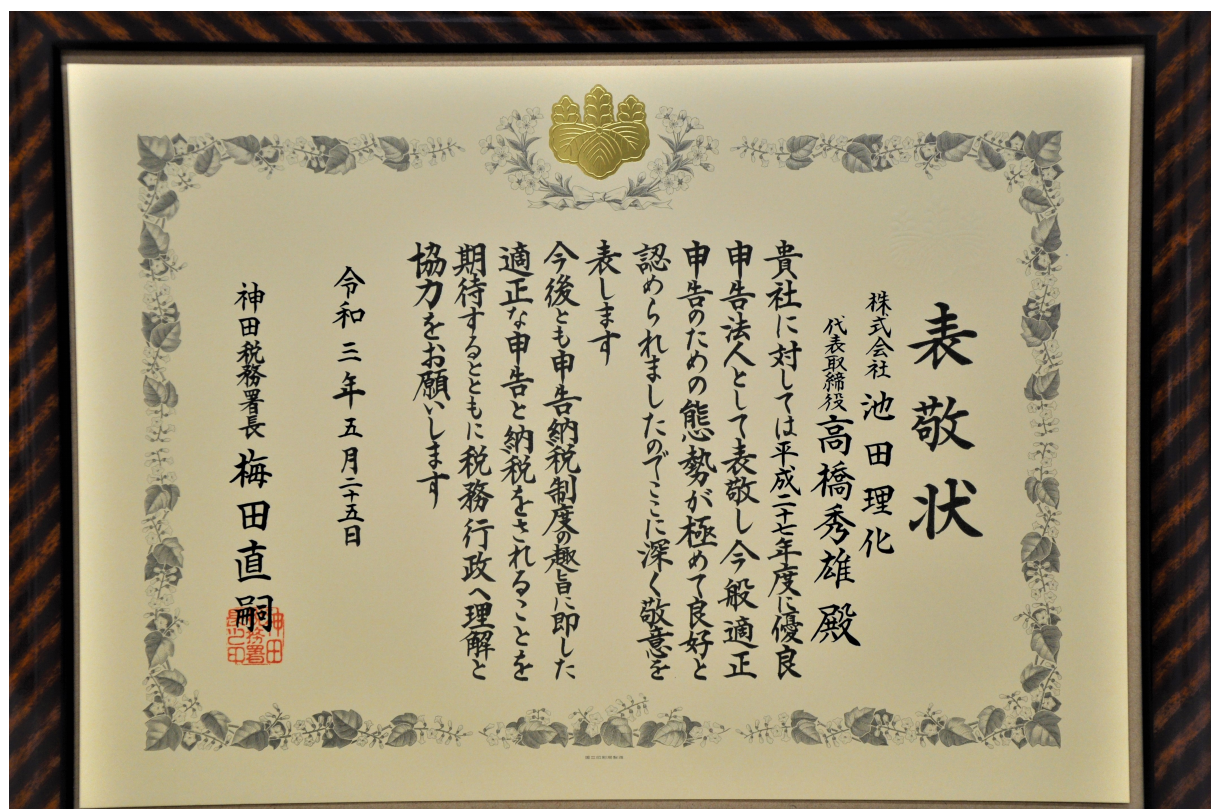 表敬状
株式会社 池田理化
代表取締役 高橋秀雄 殿
貴社に対しては平成二十七年度に優良
申告法人として表敬し今般適正
申告のための態勢が極めて良好と
認められましたのでここに深く敬意を
表します
今後とも申告納税制度の趣旨に即した
適正な申告と納税をされることを
期待するとともに税務行政へ理解と
協力をお願いします
令和三年五月二十五日
神田税務署長 梅田直嗣
神田
税務署
長之印